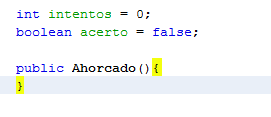 int intentos = 0;
boolean acerto = false;
public Ahorcado(){
}